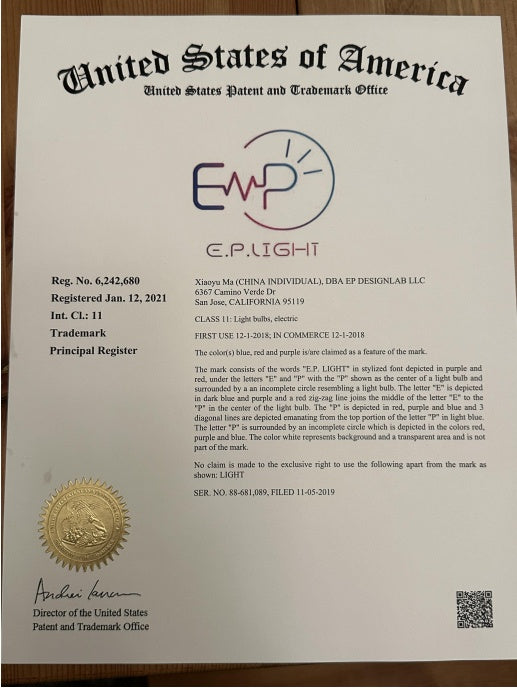 United States of America
United States Patent and Trademark Office
E P
E.P.LIGHT
Reg. No. 6,242,680
Registered Jan. 12, 2021
Int. Cl.: 11
Trademark
Principal Register
Xiaoyu Ma (CHINA INDIVIDUAL), DBA EP DESIGNLAB LLC
6367 Camino Verde Dr
San Jose, CALIFORNIA 95119
CLASS 11: Light bulbs, electric
FIRST USE 12-1-2018; IN COMMERCE 12-1-2018
The color(s) blue, red and purple is/are claimed as a feature of the mark.
The mark consists of the words "E.P. LIGHT" in stylized font depicted in purple and
red, under the letters "E" and "P" with the "P" shown as the center of a light bulb and
surrounded by a an incomplete circle resembling a light bulb. The letter "E" is depicted
in dark blue and purple and a red zig-zag line joins the middle of the letter "E" to the
"P" in the center of the light bulb. The "P" is depicted in red, purple and blue and 3
diagonal lines are depicted emanating from the top portion of the letter "P" in light blue.
The letter "P" is surrounded by an incomplete circle which is depicted in the colors red,
purple and blue. The color white represents background and a transparent area and is not
part of the mark.
No claim is made to the exclusive right to use the following apart from the mark as
shown: LIGHT
SER. NO. 88-681,089, FILED 11-05-2019
Director of the United States
Patent and Trademark Office